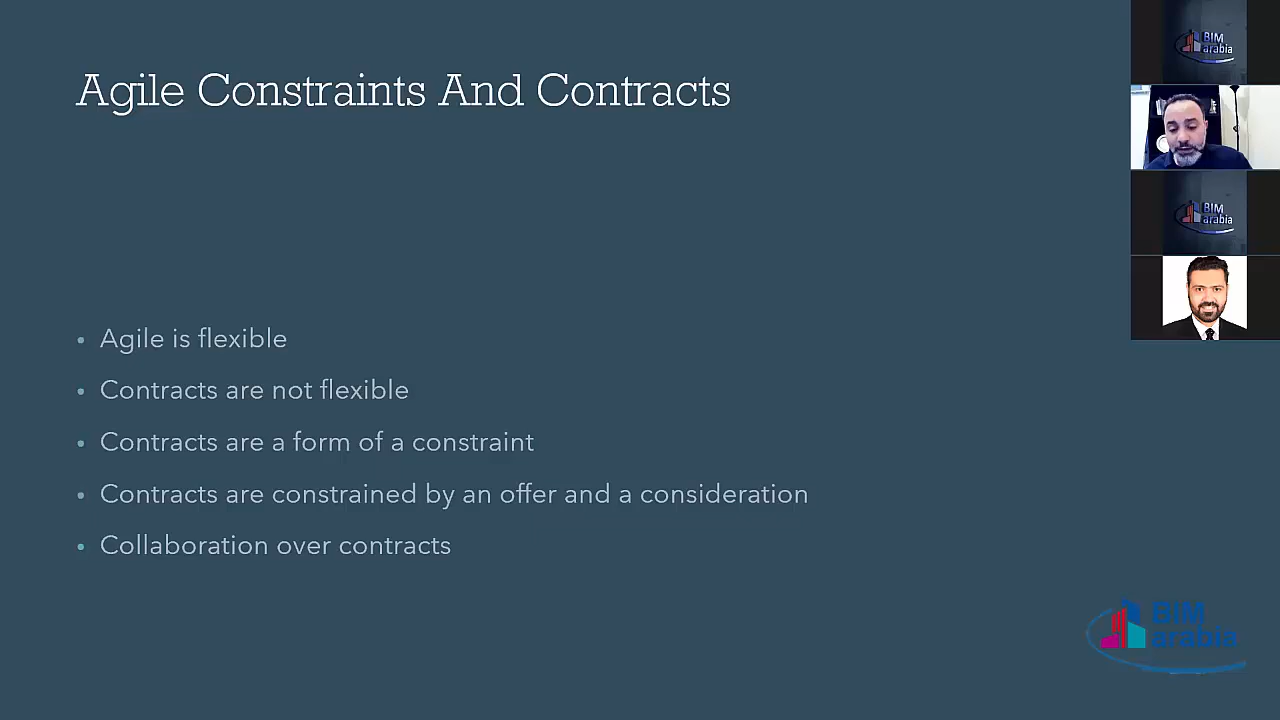 Agile Constraints And Contracts
BIM
arabia
BIM
arabia
• Agile is flexible
• Contracts are not flexible
• Contracts are a form of a constraint
• Contracts are constrained by an offer and a consideration
• Collaboration over contracts
BIM
arabia